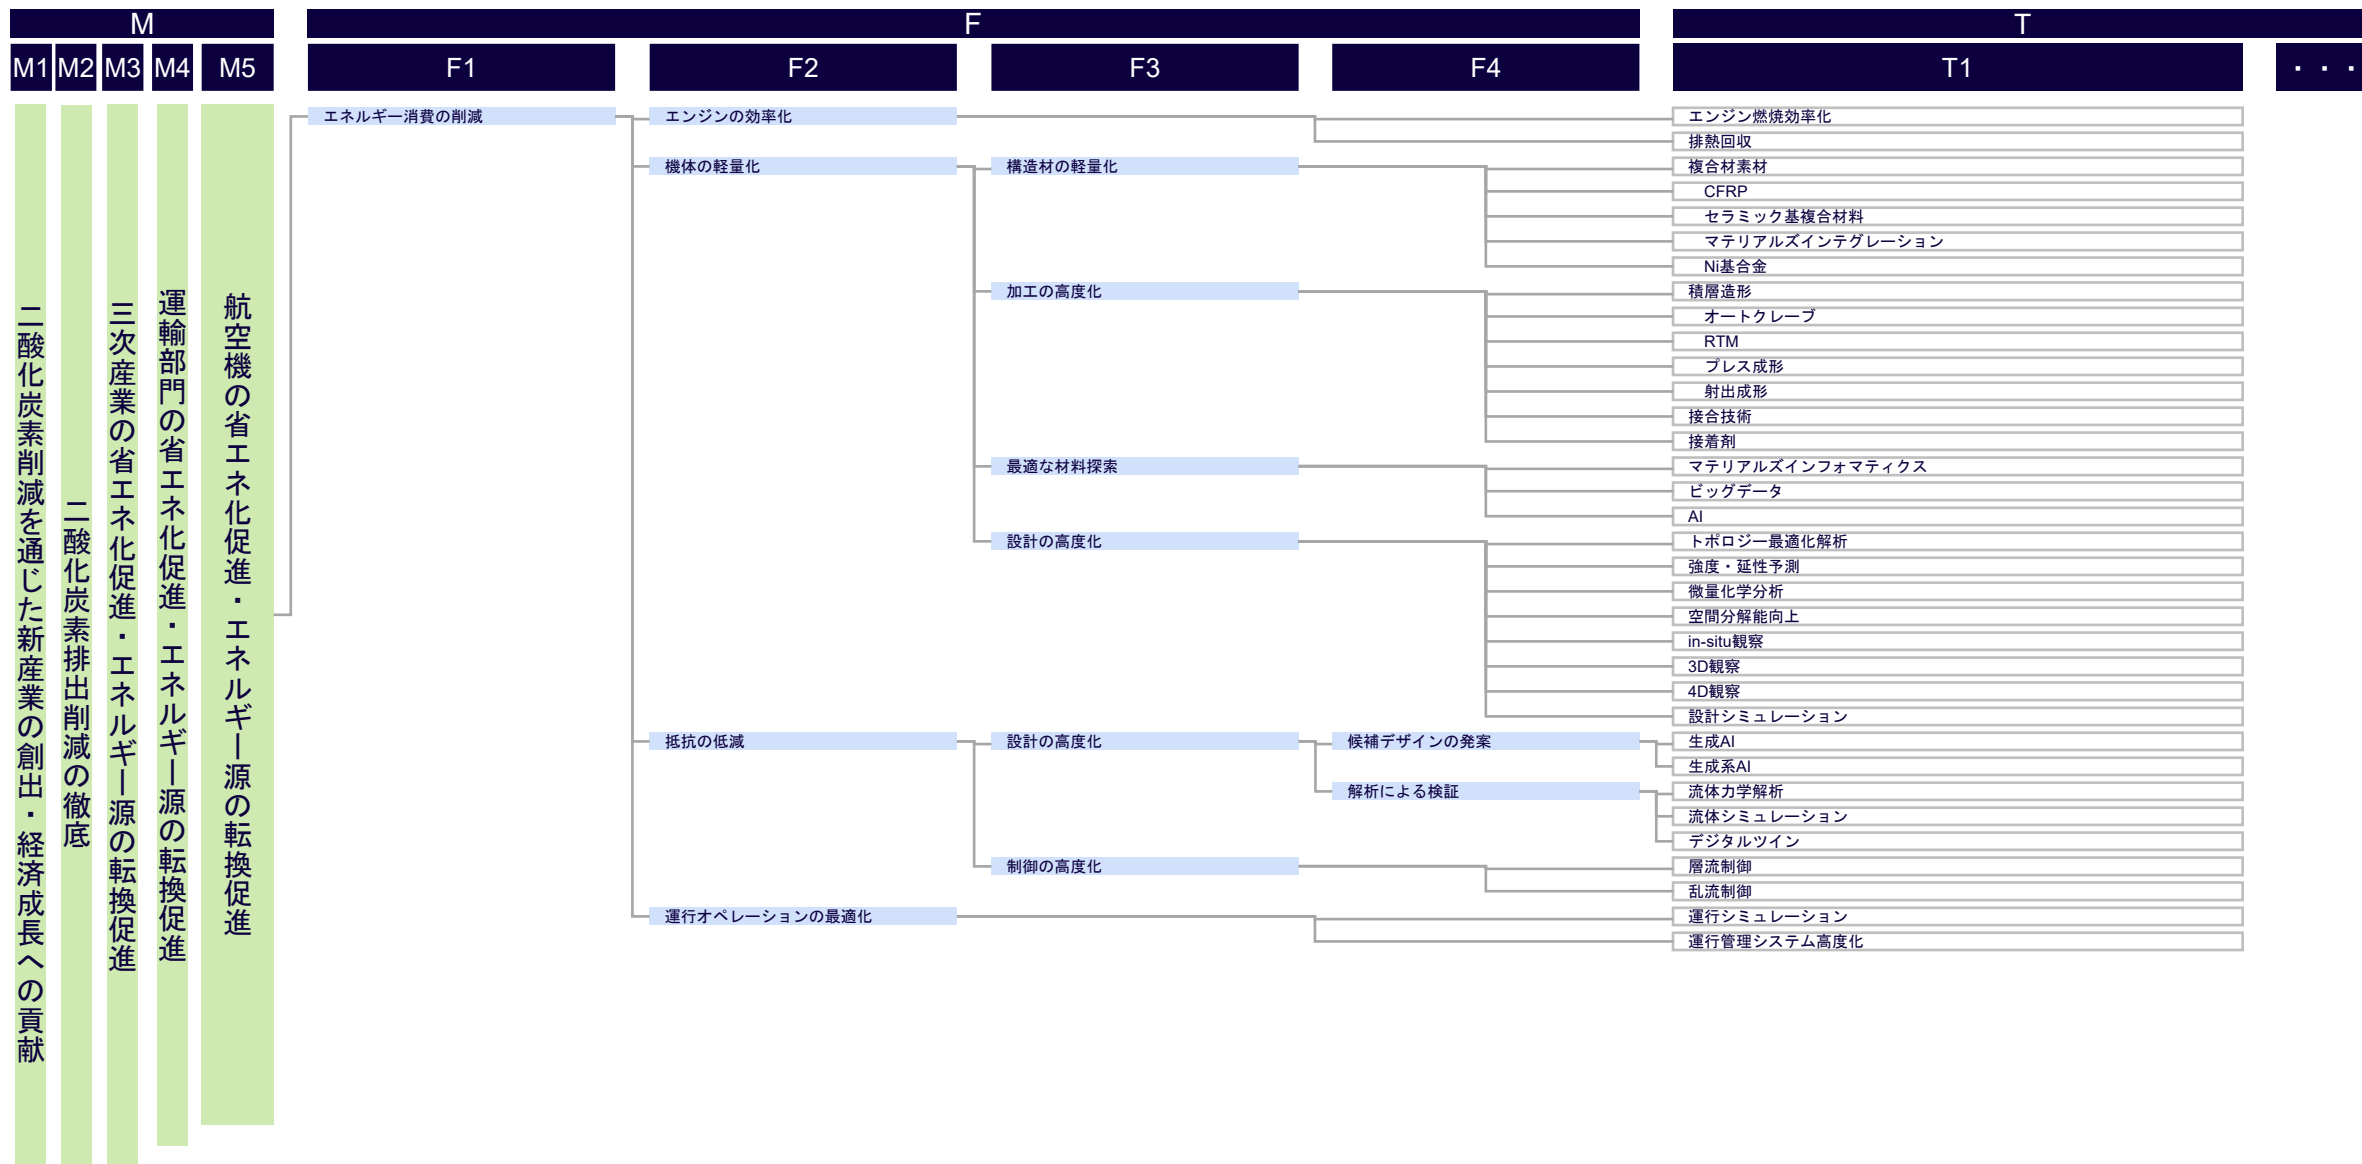 M
F
T
M1
M2
M3
M4
M5
F1
F2
F3
F4
T1
・・・
二酸化炭素削減を通じた新産業の創出・経済成長への貢献
二酸化炭素排出削減の徹底
三次産業の省エネ化促進・エネルギー源の転換促進
運輸部門の省エネ化促進・エネルギー源の転換促進
航空機の省エネ化促進・エネルギー源の転換促進
エネルギー消費の削減
エンジンの効率化
エンジン燃焼効率化
排熱回収
機体の軽量化
構造材の軽量化
複合材素材
CFRP
セラミック基複合材料
マテリアルズインテグレーション
Ni基合金
加工の高度化
積層造形
オートクレーブ
RTM
プレス成形
射出成形
接合技術
接着剤
最適な材料探索
マテリアルズインフォマティクス
ビッグデータ
AI
設計の高度化
トポロジー最適化解析
強度・延性予測
微量化学分析
空間分解能向上
in-situ観察
3D観察
4D観察
設計シミュレーション
抵抗の低減
設計の高度化
候補デザインの発案
生成AI
生成系AI
解析による検証
流体力学解析
流体シミュレーション
デジタルツイン
制御の高度化
層流制御
乱流制御
運行オペレーションの最適化
運行シミュレーション
運行管理システム高度化